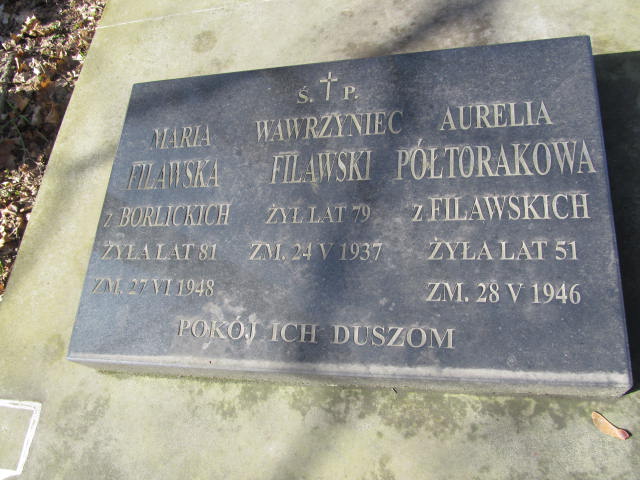 Ś. P.
MARIA
FILAWSKA
z BORLICKICH
ŻYŁA LAT 81
ZM. 27 VI 1948
WAWRZYNIEC
FILAWSKI
ŻYŁ LAT 79
ZM. 24 V 1937
AURELIA
PÓŁTORAKOWA
z FILAWSKICH
ŻYŁA LAT 51
ZM. 28 V 1946
POKÓJ ICH DUSZOM